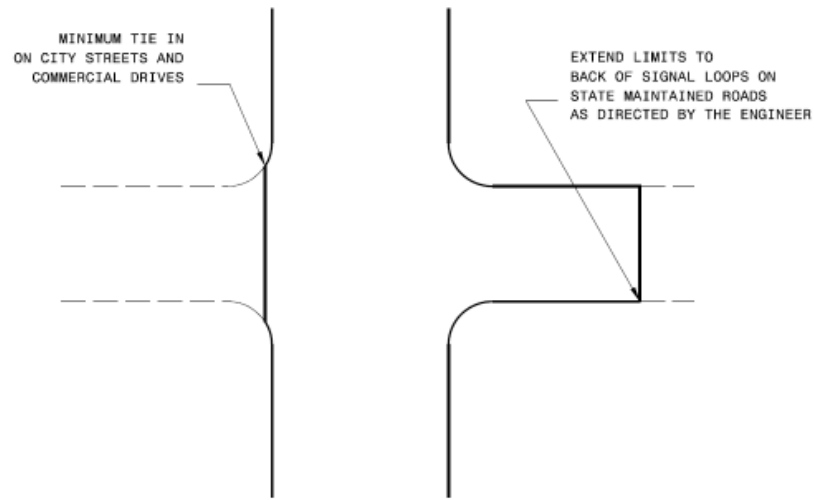 MINIMUM TIE IN
ON CITY STREETS AND
COMMERCIAL DRIVES
EXTEND LIMITS TO
BACK OF SIGNAL LOOPS ON
STATE MAINTAINED ROADS
AS DIRECTED BY THE ENGINEER